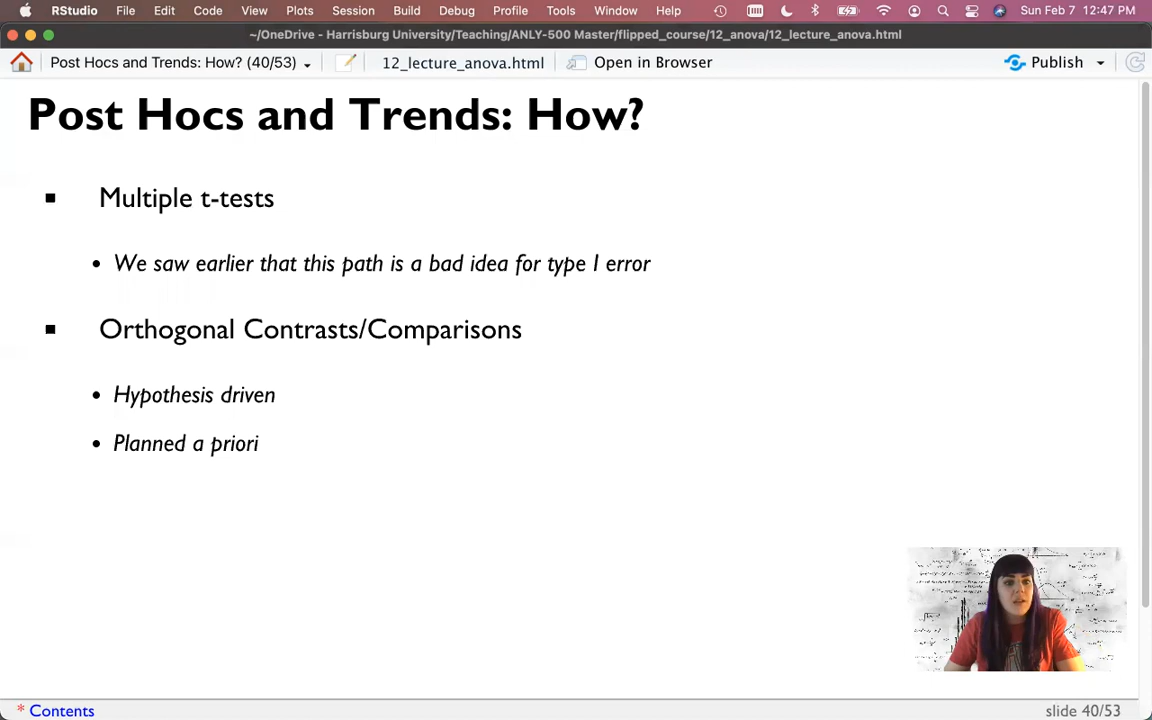 RStudio File Edit Code View Plots Session Build Debug Profile Tools Window Help Sun Feb 7 12:47 PM
~/OneDrive - Harrisburg University/Teaching/ANLY-500 Master/flipped_course/12_anova/12_lecture_anova.html
Post Hocs and Trends: How? (40/53) 12_lecture_anova.html Open in Browser Publish
Post Hocs and Trends: How?
Multiple t-tests
We saw earlier that this path is a bad idea for type I error
Orthogonal Contrasts/Comparisons
Hypothesis driven
Planned a priori
* Contents slide 40/53